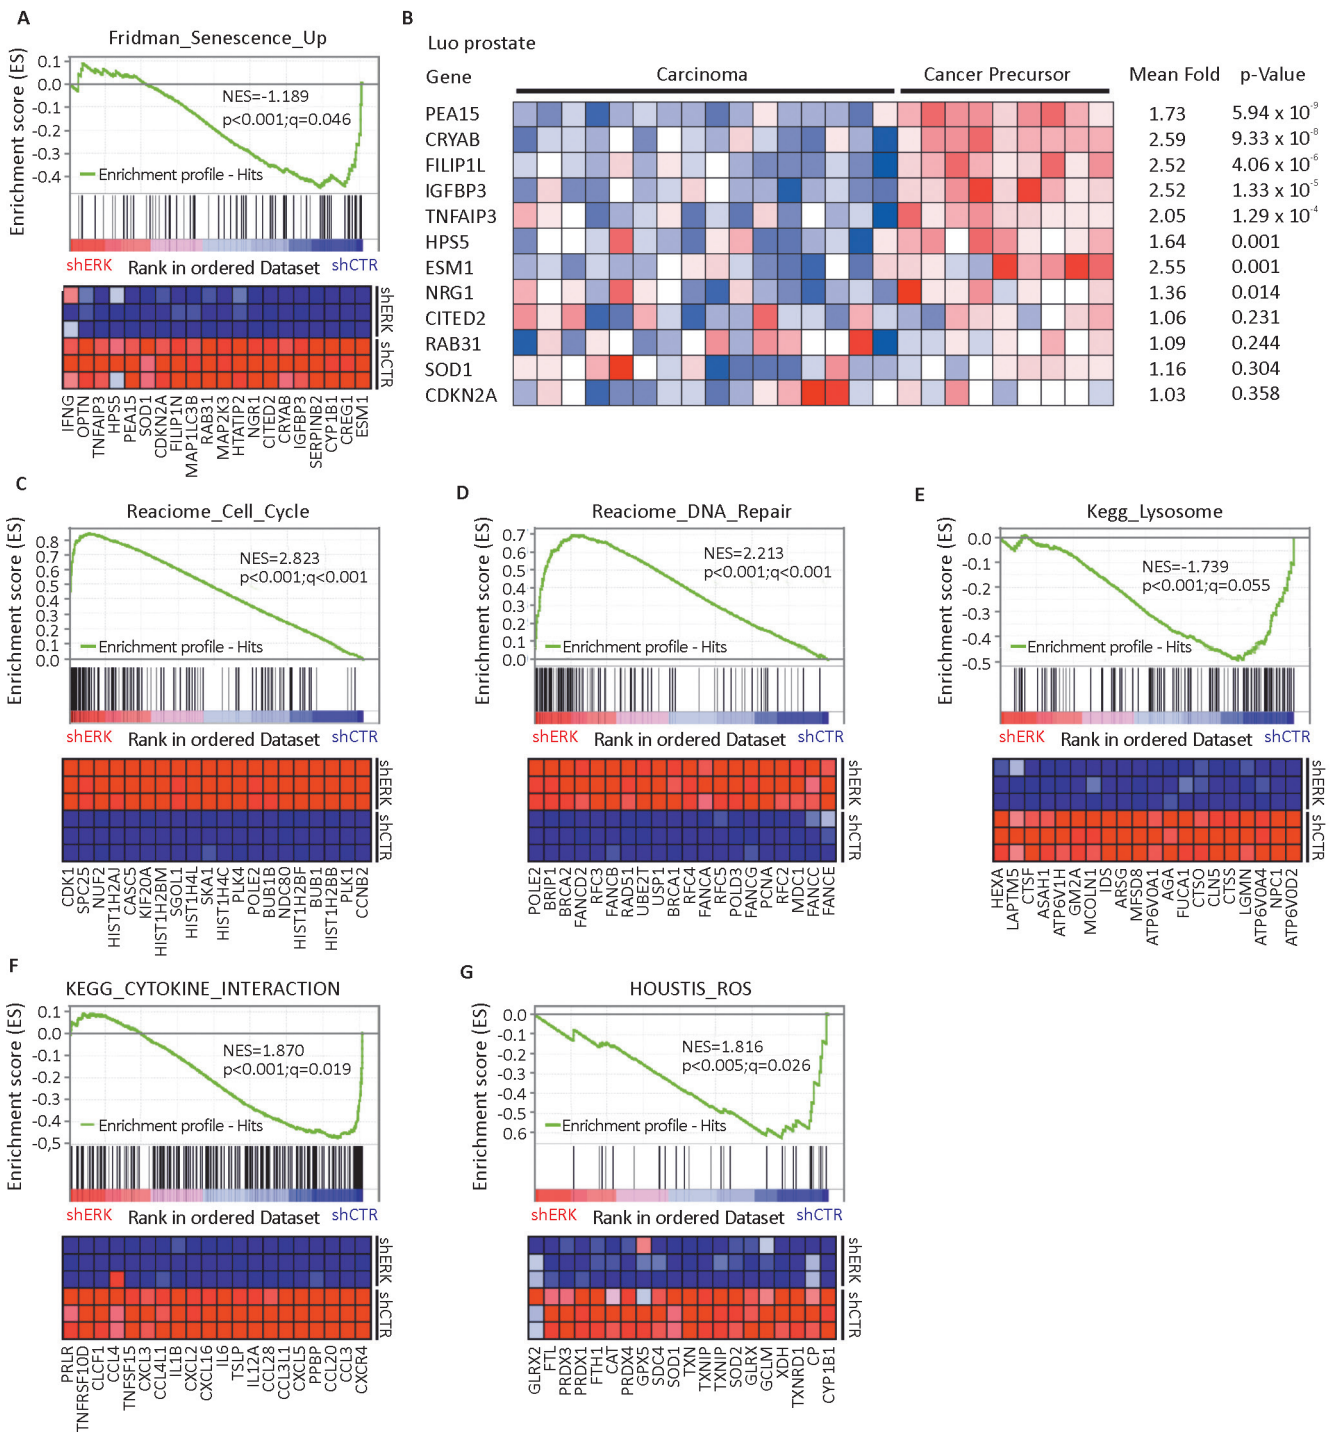 A
Fridman_Senescence_Up
Enrichment score (ES)
0.1
0.0
-0.1
-0.2
-0.3
-0.4
NES=-1.189
p<0.001;q=0.046
Enrichment profile - Hits
shERK Rank in ordered Dataset shCTR
shERK
shCTR
IFNG
OPTN
TNFAIP3
HPS5
PEA15
SOD1
CDKN2A
FILIP1N
MAP1LC3B
RAB31
MAP2K3
HTATIP2
NGR1
CITED2
CRYAB
IGFBP3
SERPINB2
CYP1B1
CREG1
ESM1
B
Luo prostate
Gene Carcinoma Cancer Precursor Mean Fold p-Value
PEA15 1.73 5.94 x 10⁻⁹
CRYAB 2.59 9.33 x 10⁻⁸
FILIP1L 2.52 4.06 x 10⁻⁶
IGFBP3 2.52 1.33 x 10⁻⁵
TNFAIP3 2.05 1.29 x 10⁻⁴
HPS5 1.64 0.001
ESM1 2.55 0.001
NRG1 1.36 0.014
CITED2 1.06 0.231
RAB31 1.09 0.244
SOD1 1.16 0.304
CDKN2A 1.03 0.358
C
Reaciome_Cell_Cycle
Enrichment score (ES)
0.8
0.7
0.6
0.5
0.4
0.3
0.2
0.1
0.0
NES=2.823
p<0.001;q<0.001
Enrichment profile - Hits
shERK Rank in ordered Dataset shCTR
shERK
shCTR
CDK1
SPC25
NUF2
HIST1H2AJ
CASC5
KIF20A
HIST1H2BM
SGOL1
HIST1H4L
SKA1
HIST1H4C
PLK4
POLE2
BUB1B
NDC80
HIST1H2BF
BUB1
HIST1H2BB
PLK1
CCNB2
D
Reaciome_DNA_Repair
Enrichment score (ES)
0.7
0.6
0.5
0.4
0.3
0.2
0.1
0.0
NES=2.213
p<0.001;q<0.001
Enrichment profile - Hits
shERK Rank in ordered Dataset shCTR
shERK
shCTR
POLE2
BRIP1
BRCA2
FANCD2
RFC3
FANCB
RAD51
UBE2T
USP1
BRCA1
RFC4
FANCA
RFC5
POLD3
FANCG
PCNA
RFC2
MDC1
FANCC
FANCE
E
Kegg_Lysosome
Enrichment score (ES)
0.0
-0.1
-0.2
-0.3
-0.4
-0.5
NES=-1.739
p<0.001;q=0.055
Enrichment profile - Hits
shERK Rank in ordered Dataset shCTR
shERK
shCTR
HEXA
LAPTM5
CTSF
ASAH1
ATP6V1H
GM2A
MCOLN1
IDS
ARSG
MFSD8
ATP6V0A1
AGA
FUCA1
CTSO
CLN5
CTSS
LGMN
ATP6V0A4
NPC1
ATP6V0D2
F
KEGG_CYTOKINE_INTERACTION
Enrichment score (ES)
0.1
0.0
-0.1
-0.2
-0.3
-0.4
-0,5
NES=1.870
p<0.001;q=0.019
Enrichment profile - Hits
shERK Rank in ordered Dataset shCTR
shERK
shCTR
PRLR
TNFRSF10D
CLCF1
CCL4
TNFSF15
CXCL3
CCL4L1
IL1B
CXCL2
CXCL16
IL6
TSLP
IL12A
CCL28
CCL3L1
CXCL5
PPBP
CCL20
CCL3
CXCR4
G
HOUSTIS_ROS
Enrichment score (ES)
0.0
-0.1
-0.2
-0.3
-0.4
-0.5
0.6
NES=1.816
p<0.005;q=0.026
Enrichment profile - Hits
shERK Rank in ordered Dataset shCTR
shERK
shCTR
GLRX2
FTL
PRDX3
PRDX1
FTH1
CAT
PRDX4
GPX5
SDC4
SOD1
TXN
TXNIP
TXNIP
SOD2
GLRX
GCLM
XDH
TXNRD1
CP
CYP1B1